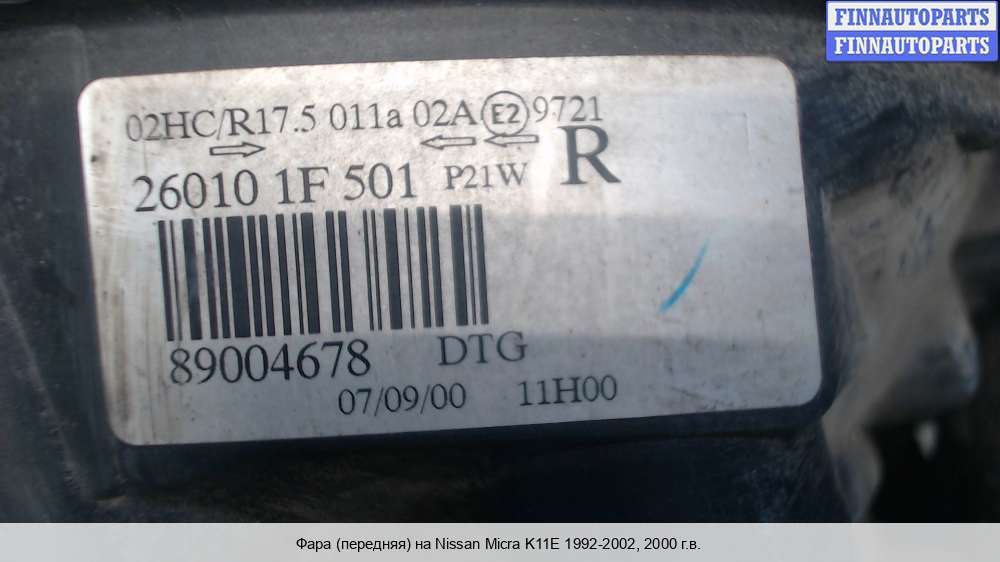 FINNAUTOPARTS
FINNAUTOPARTS
02HC/R17.5 011a 02A E2 9721
26010 1F 501 P21W R
89004678 DTG
07/09/00 11H00
Фара (передняя) на Nissan Micra K11E 1992-2002, 2000 г.в.